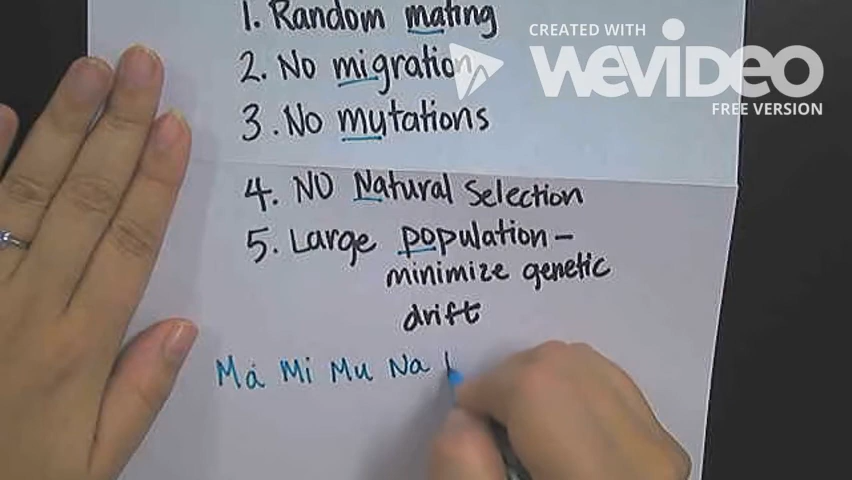 1. Random mating
CREATED WITH
WEVIDEO
FREE VERSION
2. No migration
3. No mutations
4. NO Natural Selection
5. Large population –
minimize genetic
drift
Ma Mi Mu Na